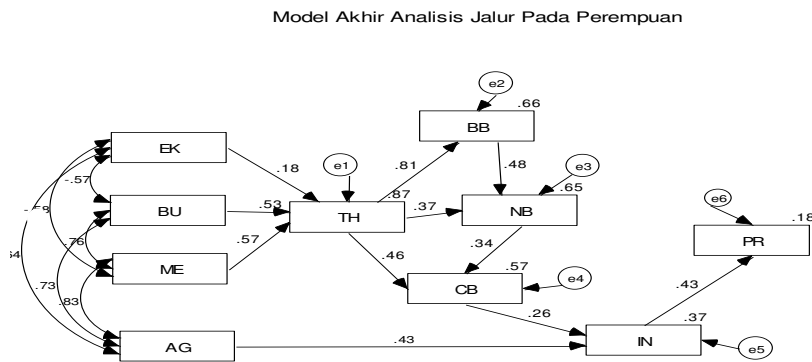 Model Akhir Analisis Jalur Pada Perempuan
e2
.66
BB
EK
e1
.81
.48
e3
.18
-.57
.87
.65
BU
.53
TH
.37
NB
e6
.18
PR
.76
.57
.46
.34
ME
.57
e4
CB
.73
.83
.26
.43
.37
AG
.43
IN
e5